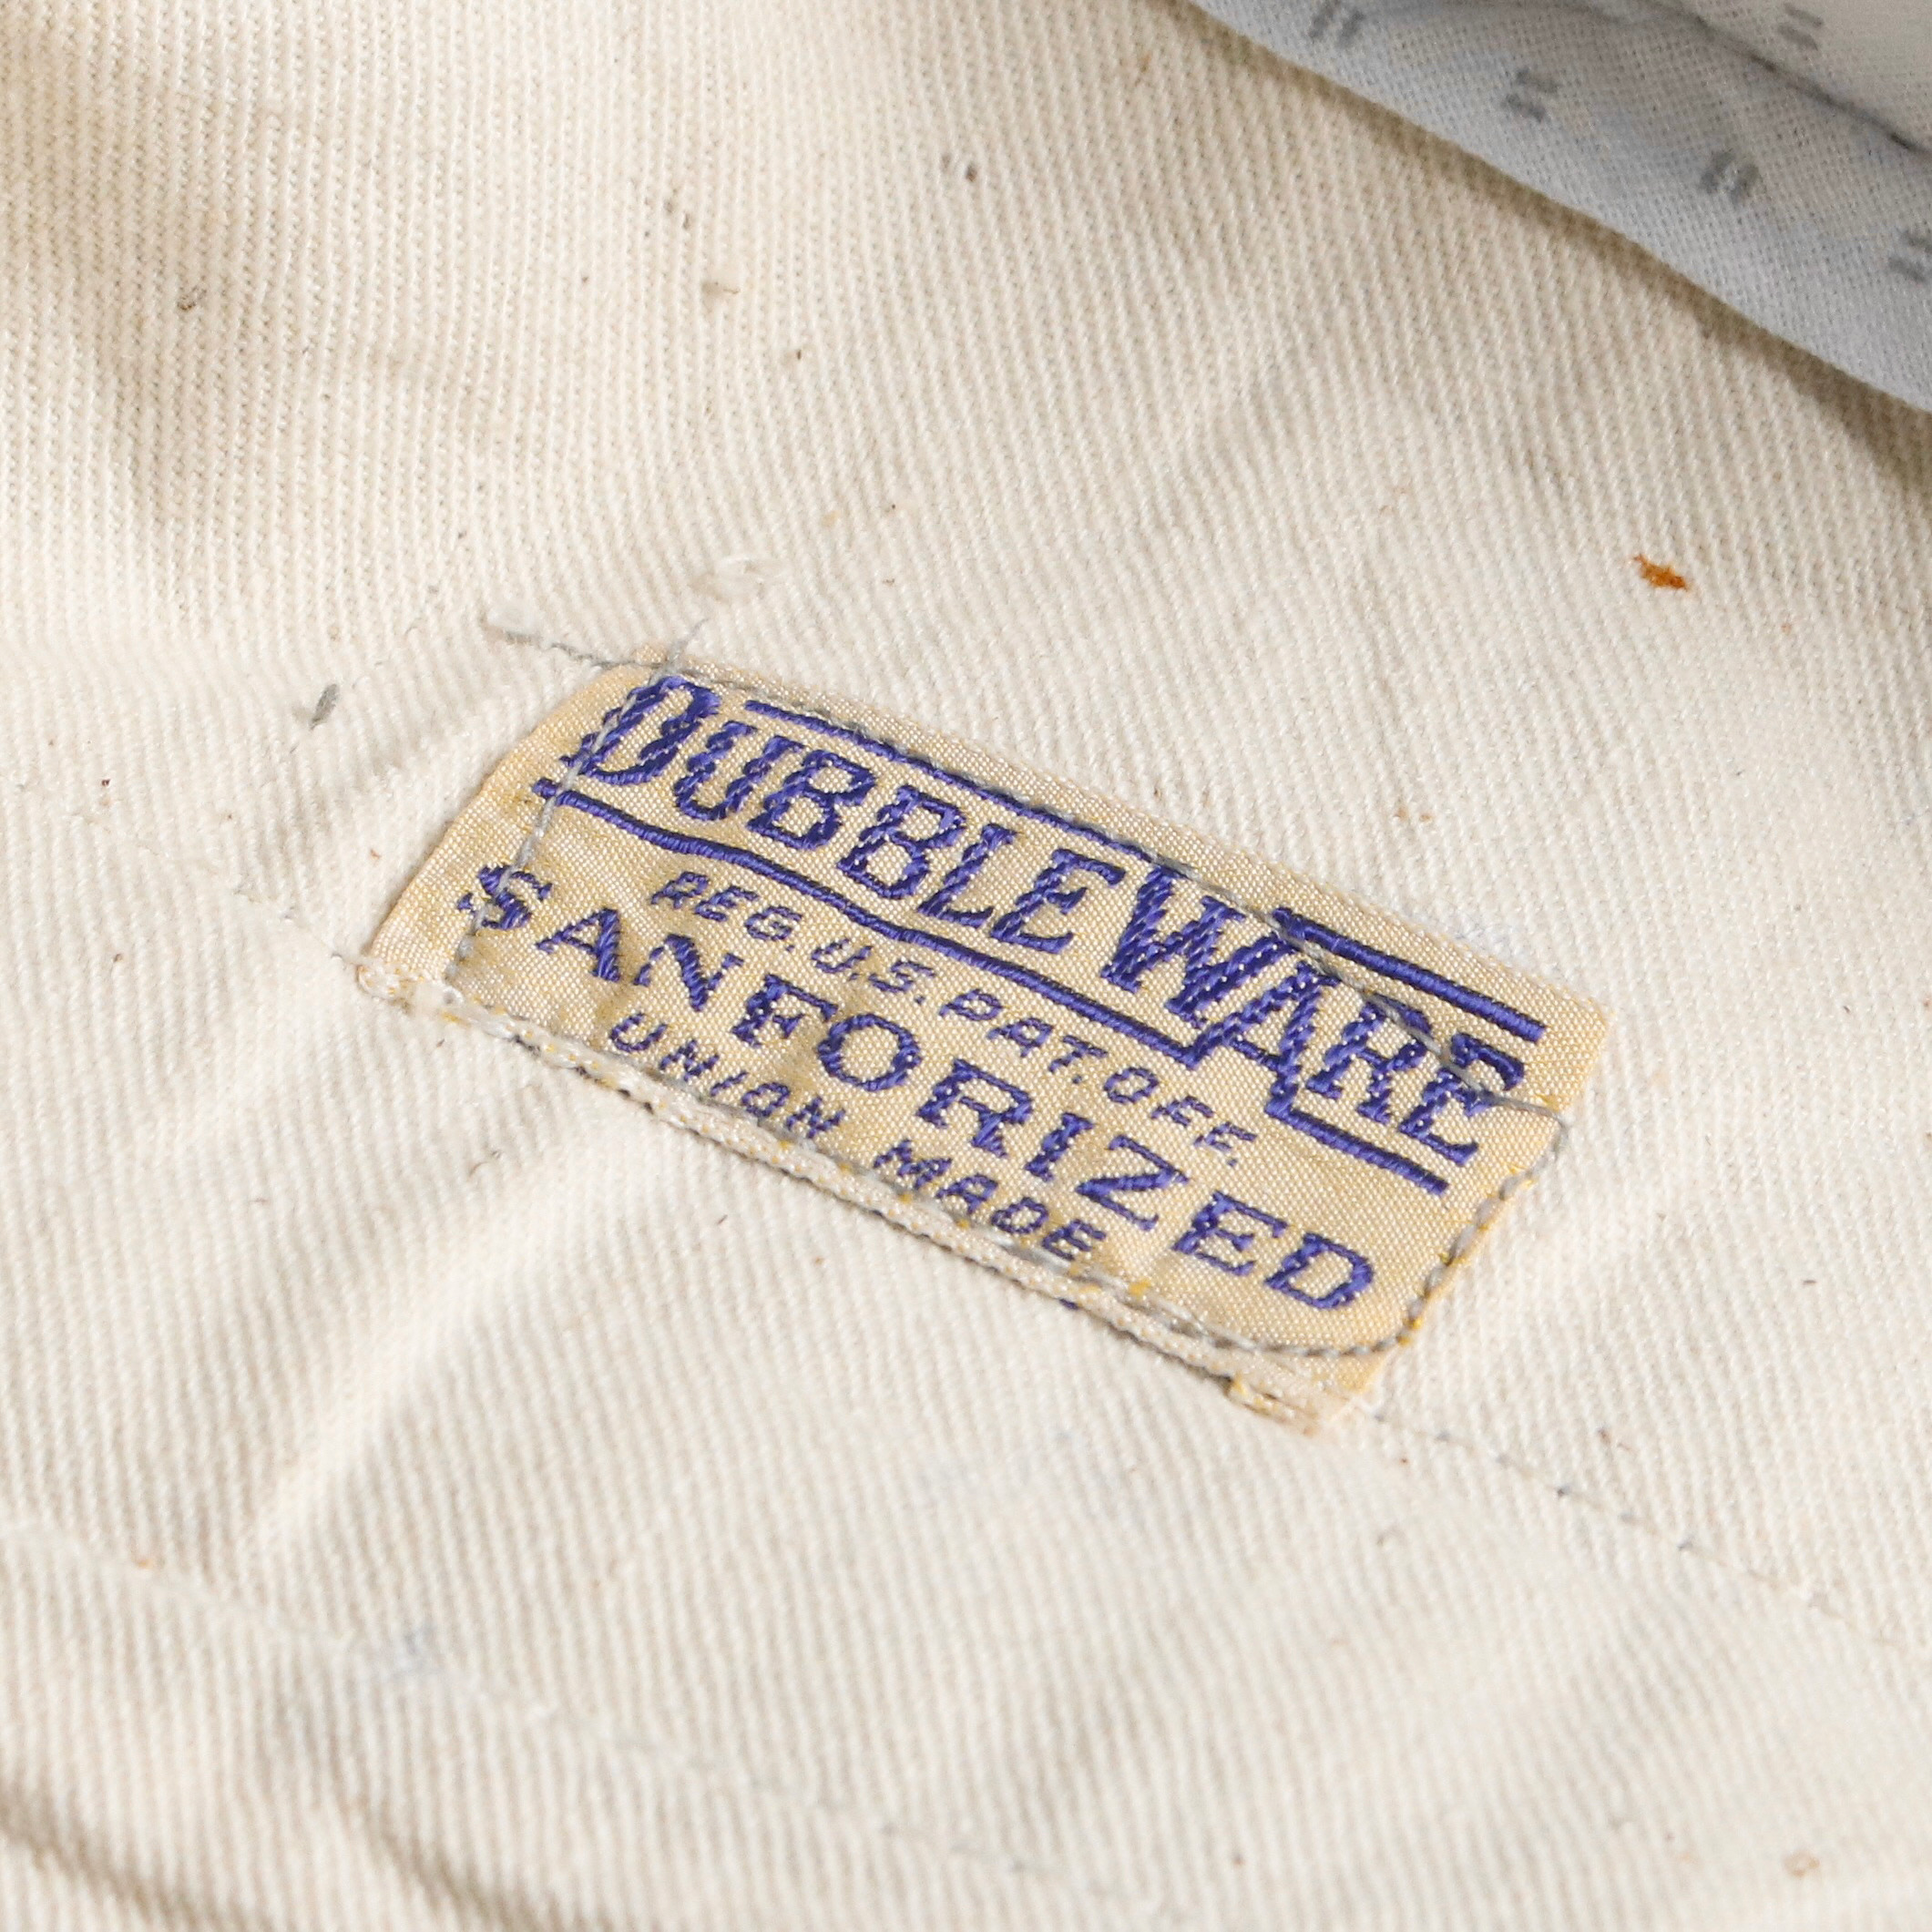 DUBBLEWARE
REG. U.S. PAT. OFF.
SANFORIZED
UNION MADE